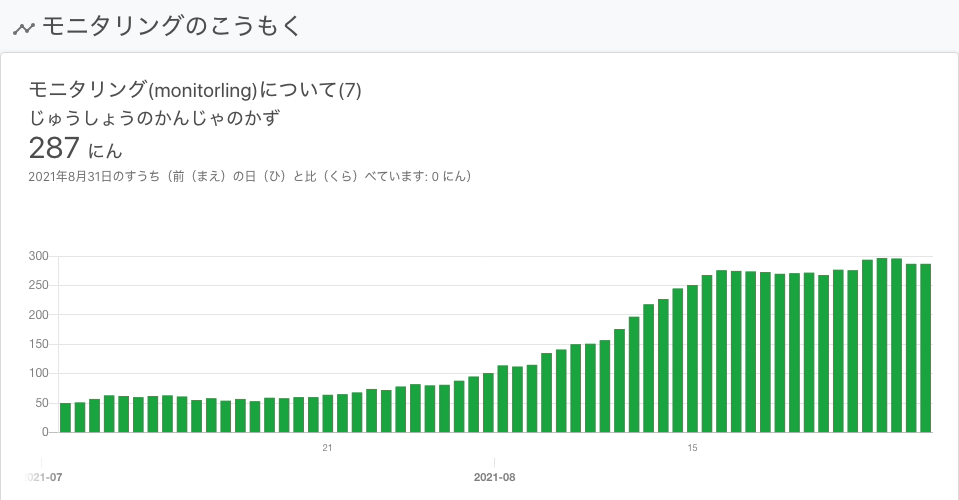 モニタリングのこうもく
モニタリング(monitorling)について(7)
じゅうしょうのかんじゃのかず
287 にん
2021年8月31日のすうち（前（まえ）の日（ひ）と比（くら）べています: 0 にん）
300
250
200
150
100
50
0
21
15
2021-07
2021-08